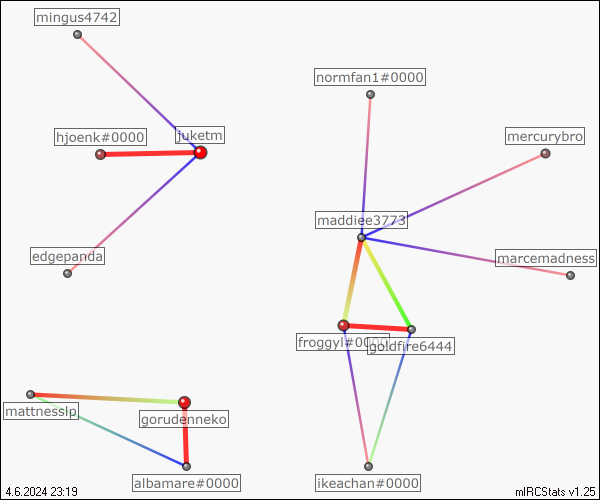 mingus4742
normfan1#0000
hjoenk#0000
juketm
mercurybro
maddiee3773
edgepanda
marcemadness
froggyl#0000
goldfire6444
mattnesslp
gorudenneko
albamare#0000
ikeachan#0000
4.6.2024 23:19
mIRCStats v1.25